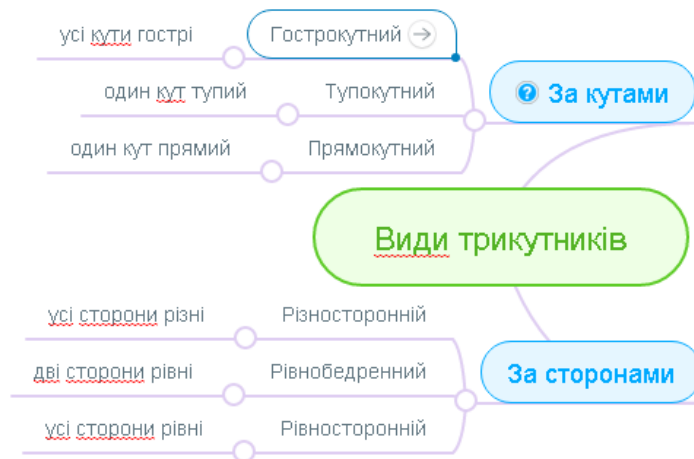 усі кути гострі
Гострокутний
За кутами
один кут тупий
Тупокутний
один кут прямий
Прямокутний
Види трикутників
усі сторони різні
Різносторонній
дві сторони рівні
Рівнобедренний
За сторонами
усі сторони рівні
Рівносторонній